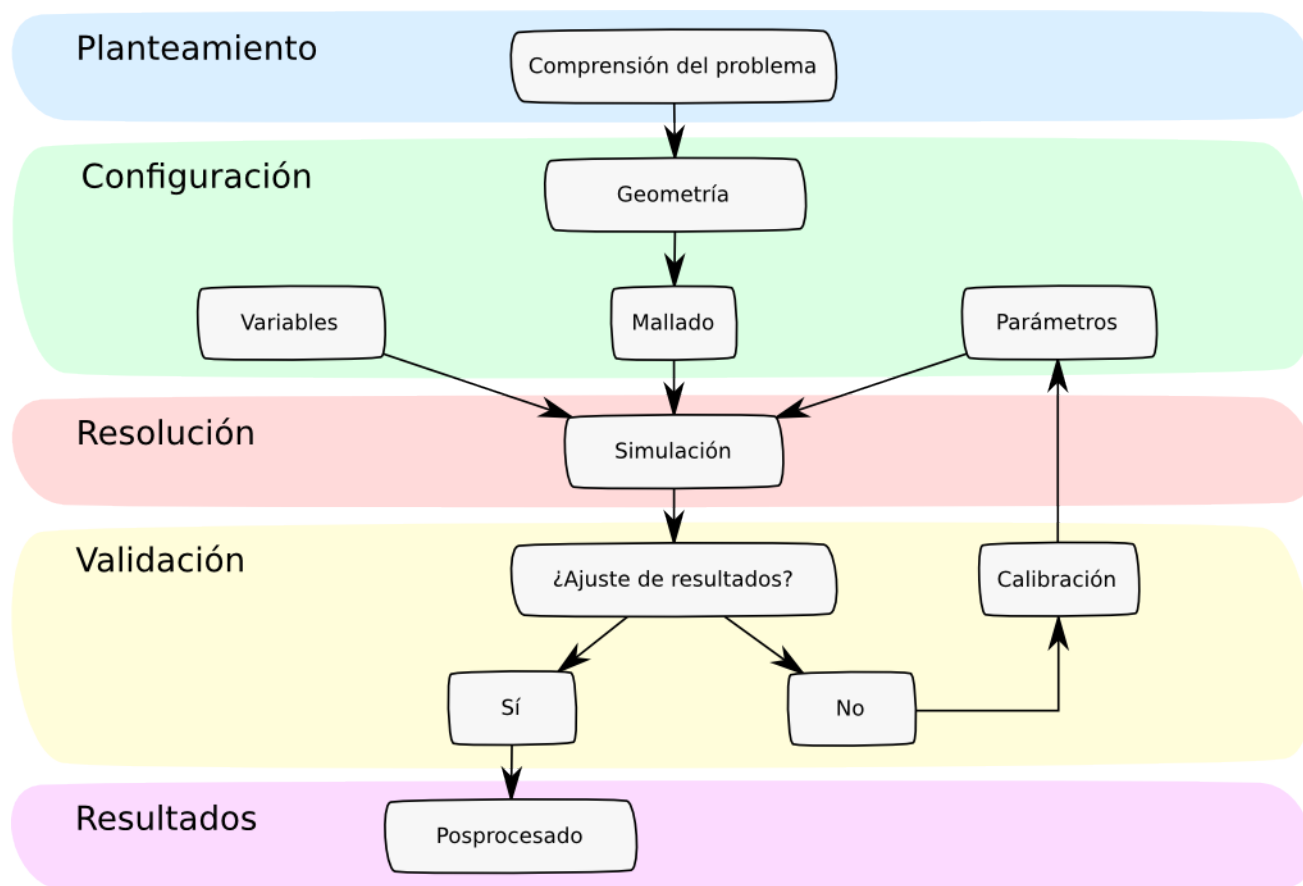 Planteamiento
Comprensión del problema
Configuración
Geometría
Variables
Mallado
Parámetros
Resolución
Simulación
Validación
¿Ajuste de resultados?
Calibración
Sí
No
Resultados
Posprocesado